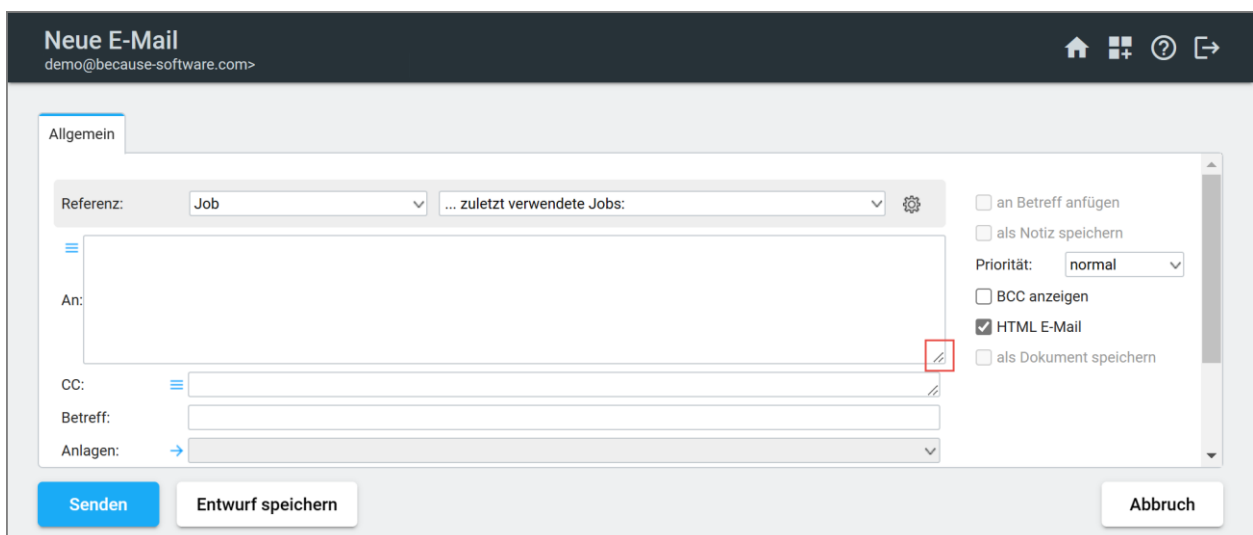 Neue E-Mail
demo@because-software.com>
Allgemein
Referenz: Job ... zuletzt verwendete Jobs:
an Betreff anfügen
als Notiz speichern
Priorität: normal
BCC anzeigen
HTML E-Mail
als Dokument speichern
An:
CC:
Betreff:
Anlagen:
Senden Entwurf speichern Abbruch